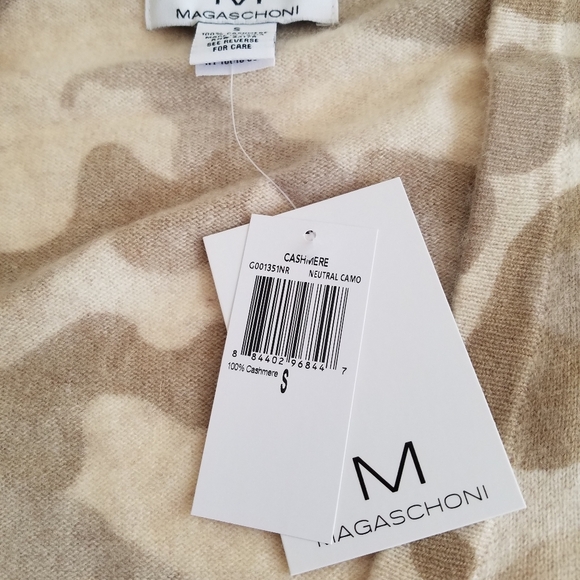 M
MAGASCHONI
S
100% CASHMERE
SEE REVERSE
FOR CARE
CASHMERE
G001351NR NEUTRAL CAMO
8 84402 96844 7
100% Cashmere S
M
MAGASCHONI